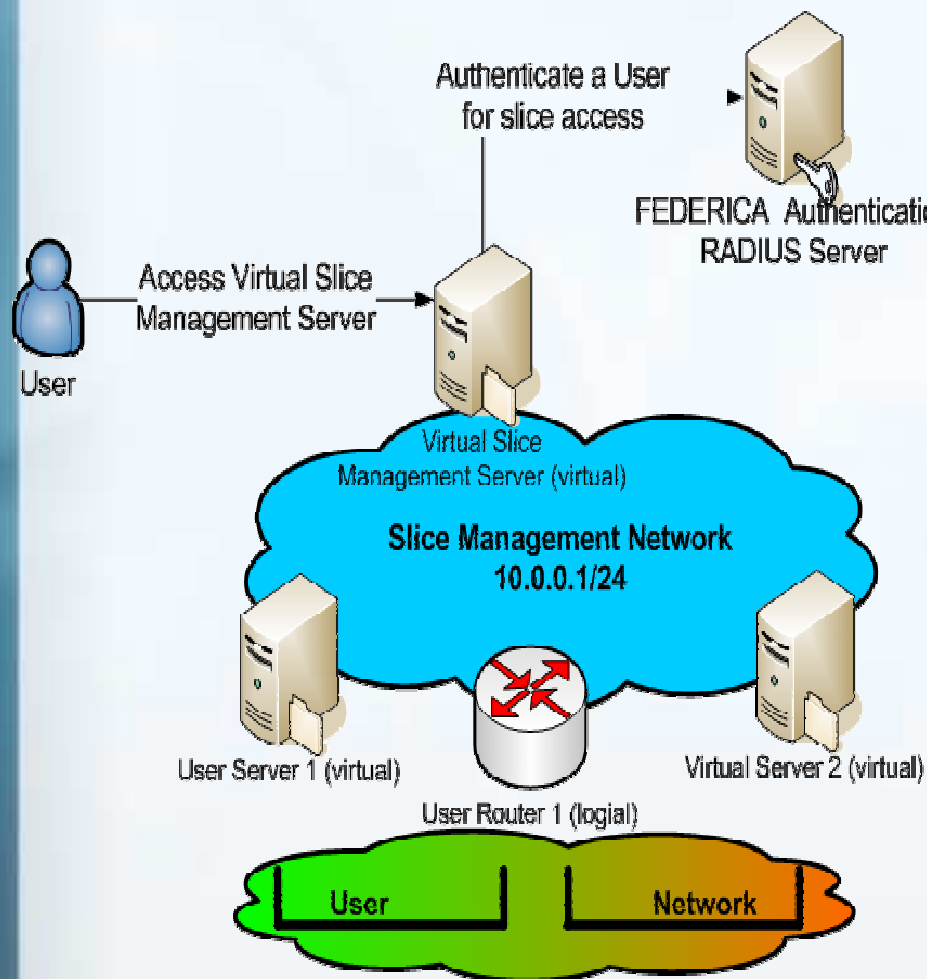 Authenticate a User
for slice access
FEDERICA Authenticatio
RADIUS Server
Access Virtual Slice
Management Server
User
Virtual Slice
Management Server (virtual)
Slice Management Network
10.0.0.1/24
User Server 1 (virtual)
Virtual Server 2 (virtual)
User Router 1 (logial)
User
Network